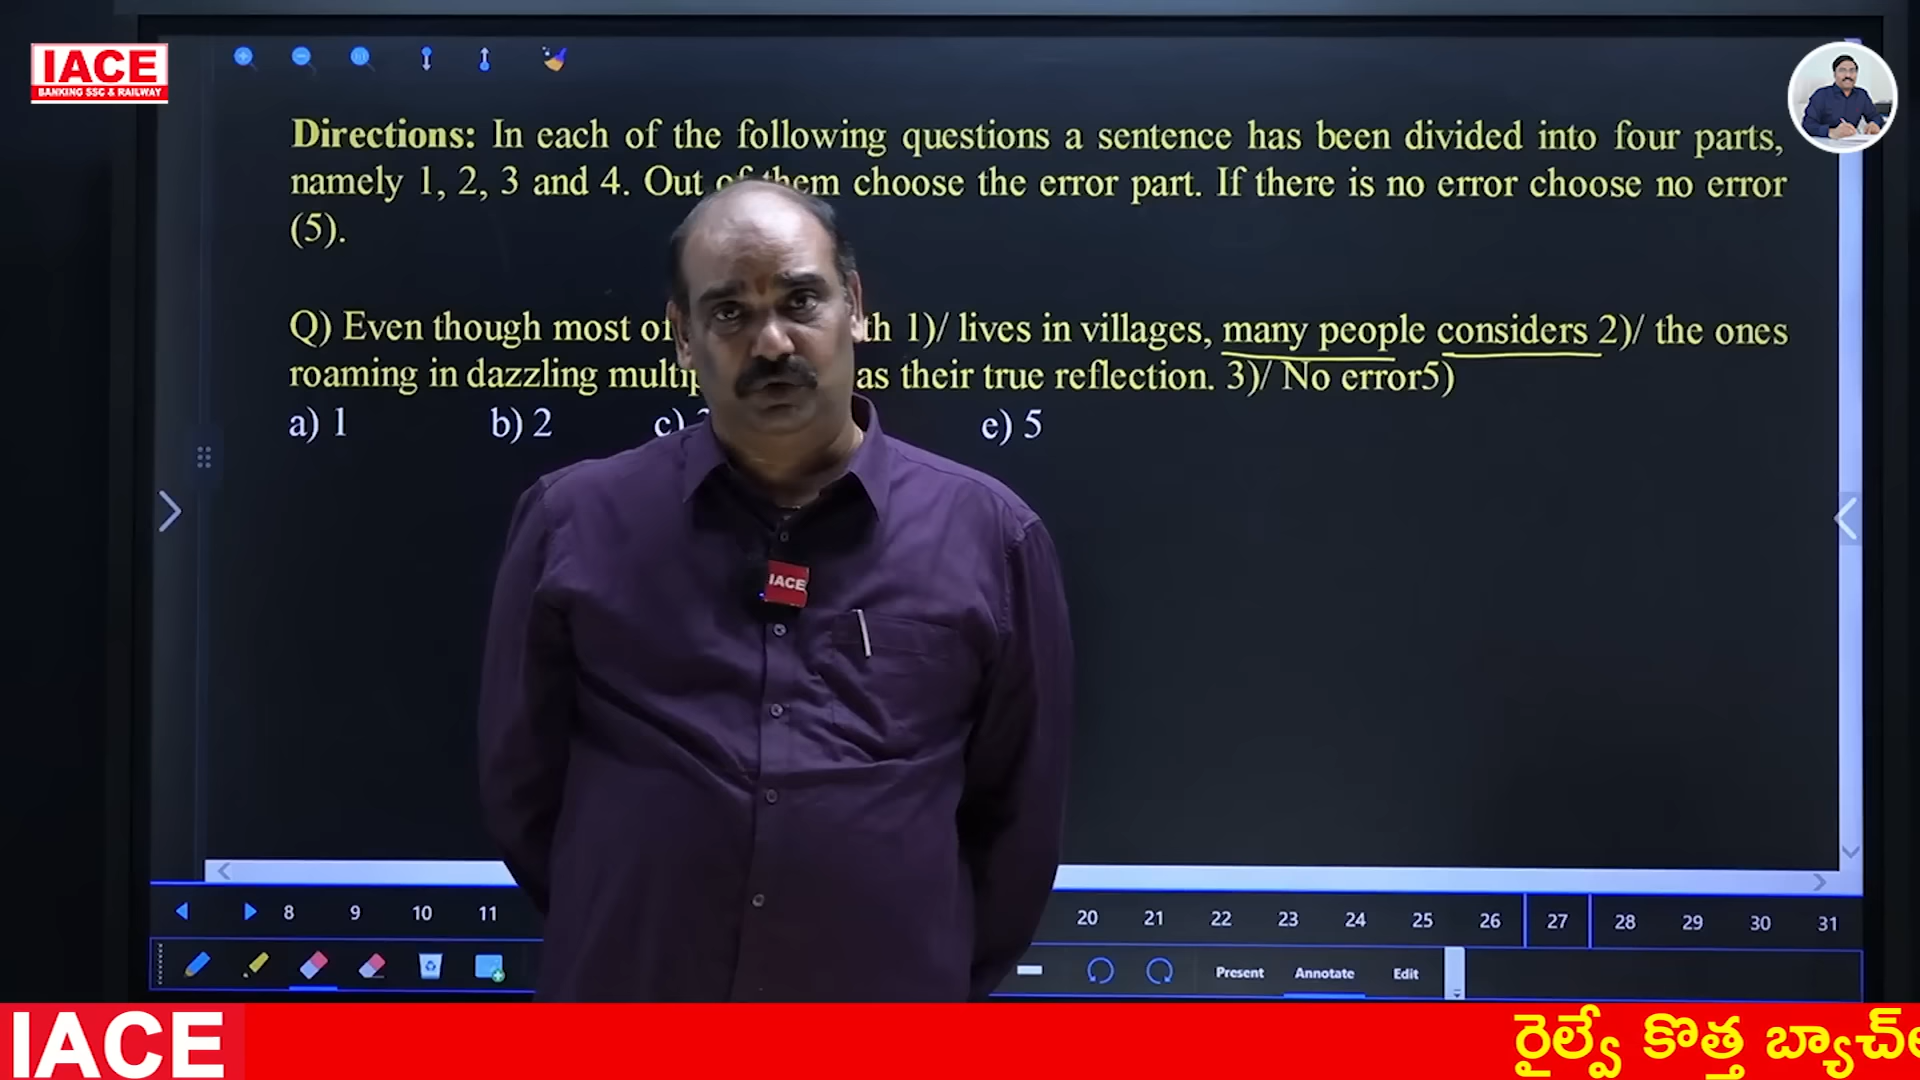 IACE
BANKING SSC & RAILWAY
Directions: In each of the following questions a sentence has been divided into four parts,
namely 1, 2, 3 and 4. Out of them choose the error part. If there is no error choose no error
(5).
Q) Even though most of 1)/ lives in villages, many people considers 2)/ the ones
roaming in dazzling as their true reflection. 3)/ No error5)
a) 1 b) 2 c) e) 5
IACE
8 9 10 11 20 21 22 23 24 25 26 27 28 29 30 31
Present Annotate Edit
IACE
రైల్వే కొత్త